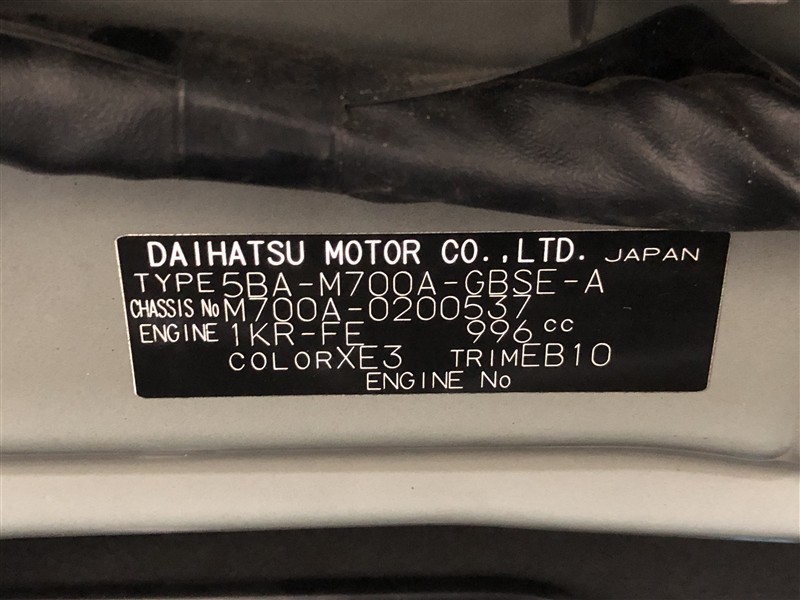 DAIHATSU MOTOR CO.,LTD. JAPAN
TYPE 5BA-M700A-GBSE-A
CHASSIS No M700A-0200537
ENGINE 1KR-FE 996 cc
COLOR XE3 TRIM EB10
ENGINE No